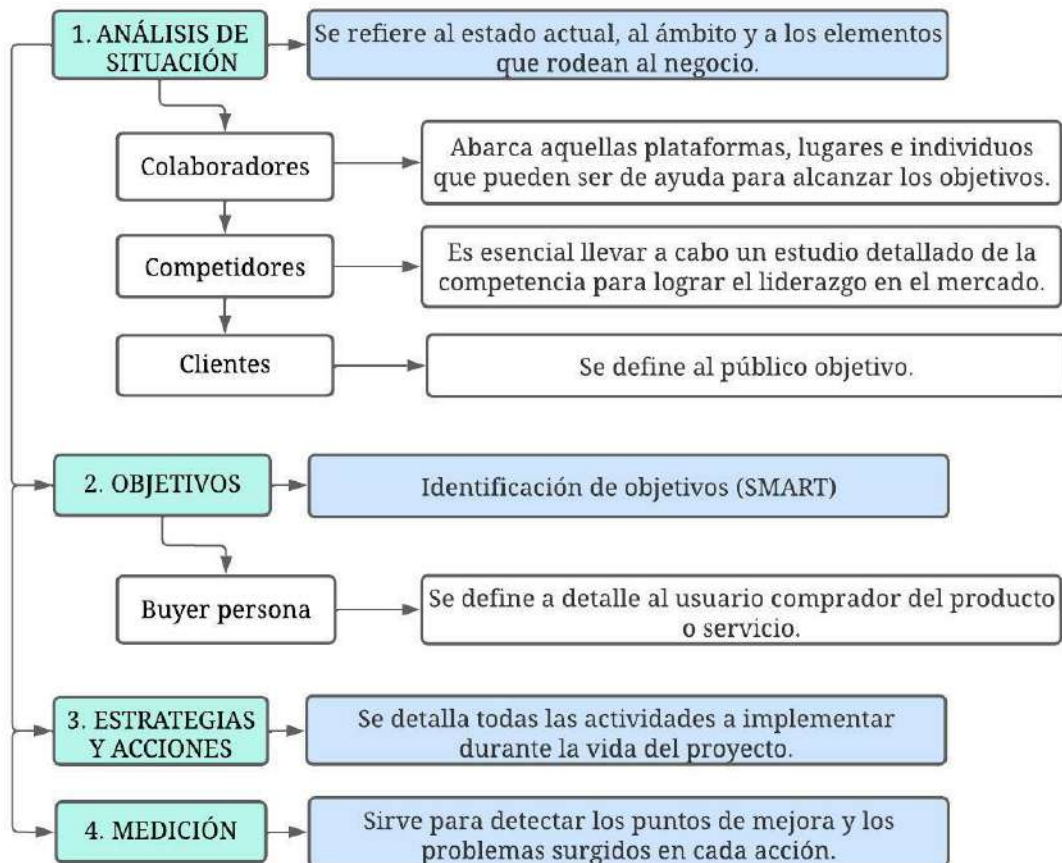 1. ANÁLISIS DE
SITUACIÓN
Se refiere al estado actual, al ámbito y a los elementos
que rodean al negocio.
Colaboradores
Abarca aquellas plataformas, lugares e individuos
que pueden ser de ayuda para alcanzar los objetivos.
Competidores
Es esencial llevar a cabo un estudio detallado de la
competencia para lograr el liderazgo en el mercado.
Clientes
Se define al público objetivo.
2. OBJETIVOS
Identificación de objetivos (SMART)
Buyer persona
Se define a detalle al usuario comprador del producto
o servicio.
3. ESTRATEGIAS
Y ACCIONES
Se detalla todas las actividades a implementar
durante la vida del proyecto.
4. MEDICIÓN
Sirve para detectar los puntos de mejora y los
problemas surgidos en cada acción.